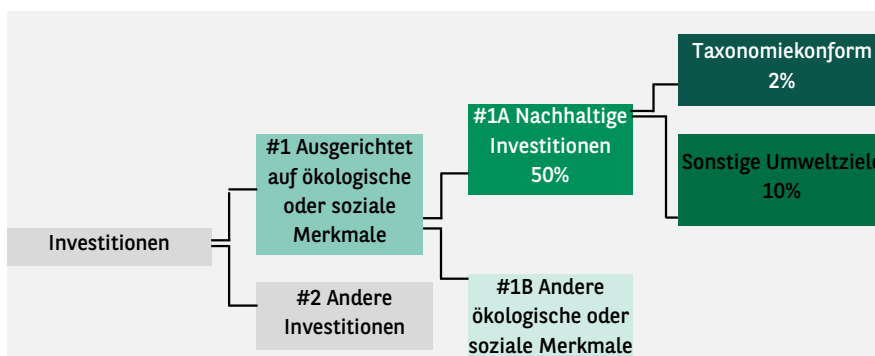 Taxonomiekonform
2%
#1A Nachhaltige
Investitionen
50%
#1 Ausgerichtet
auf ökologische
oder soziale
Merkmale
Sonstige Umweltziele
10%
Investitionen
#2 Andere
Investitionen
#1B Andere
ökologische oder
soziale Merkmale